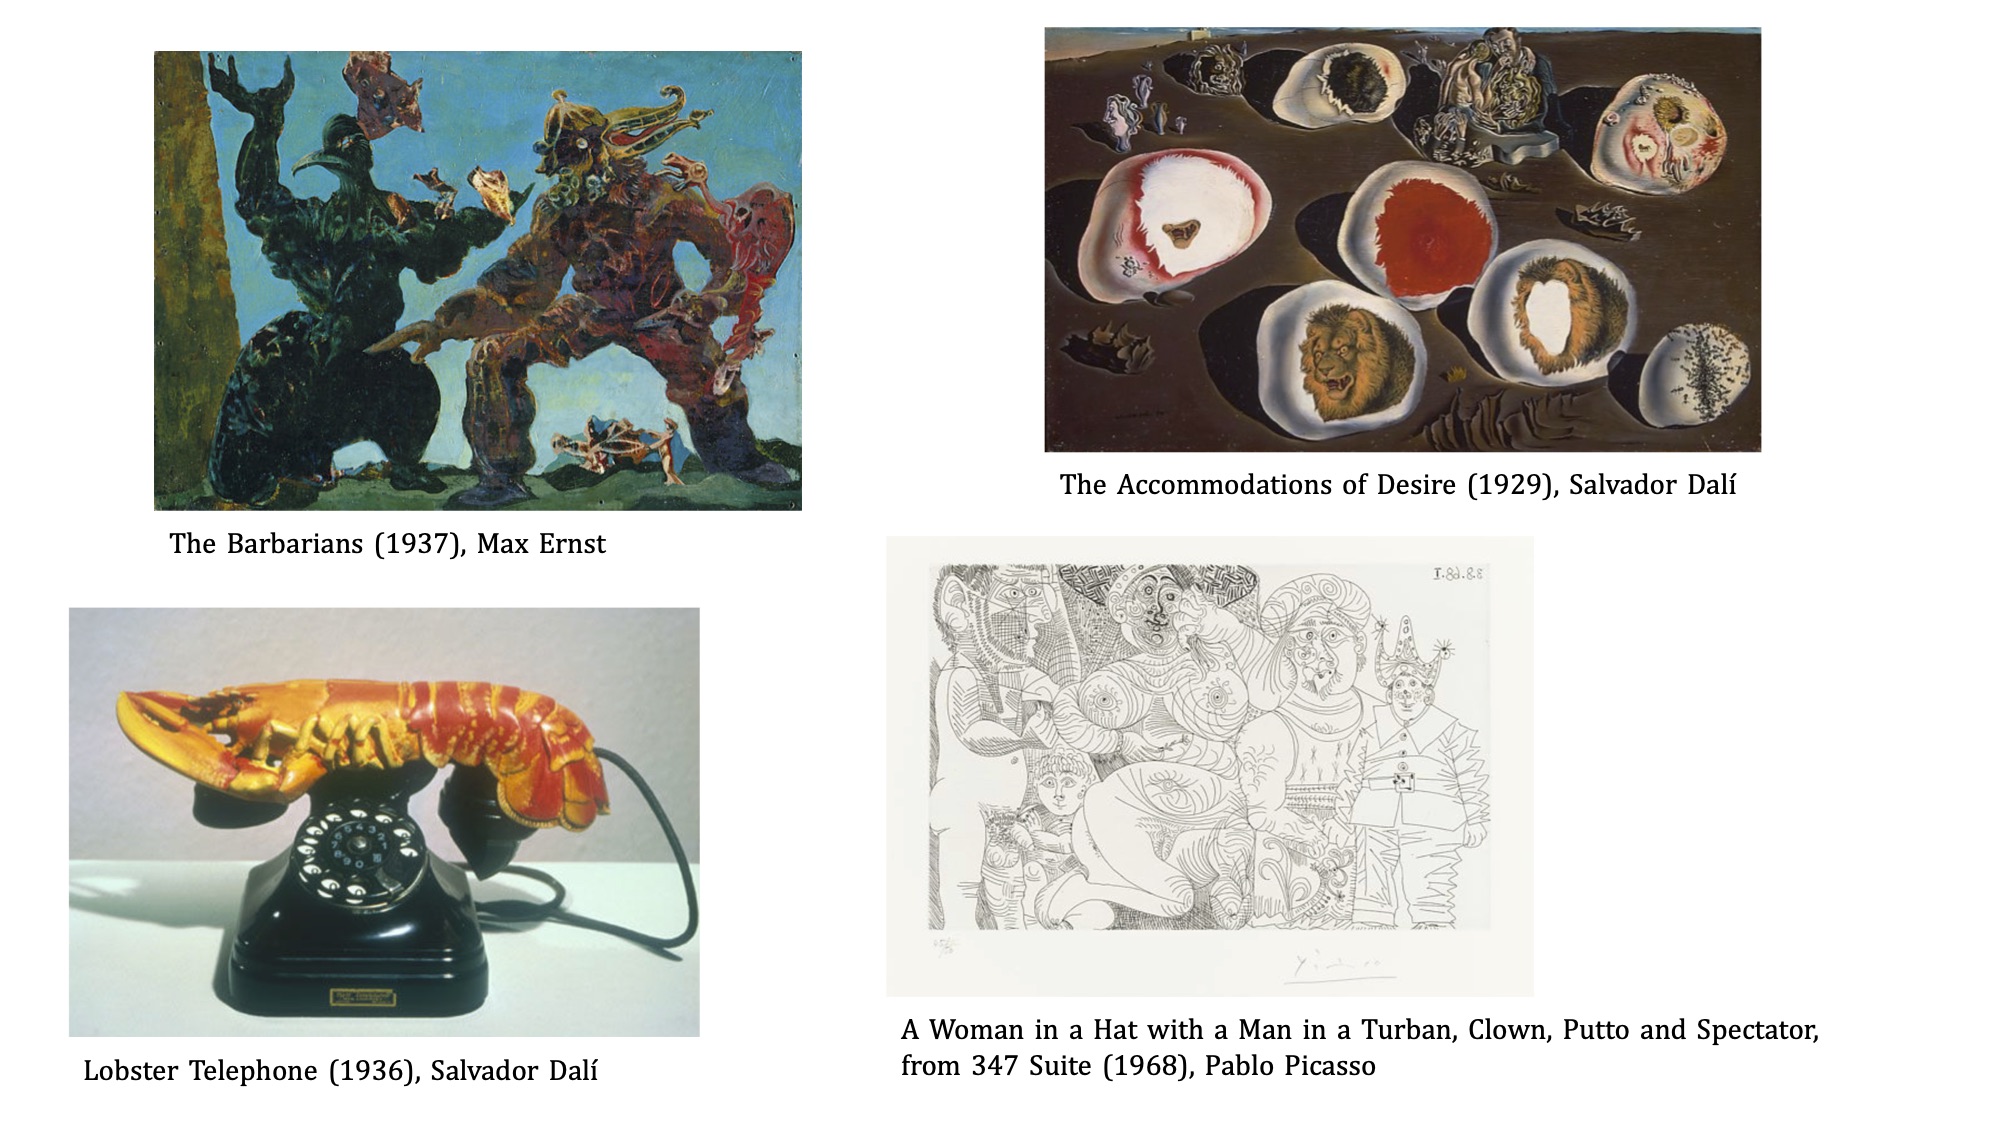 The Barbarians (1937), Max Ernst
The Accommodations of Desire (1929), Salvador Dalí
Lobster Telephone (1936), Salvador Dalí
A Woman in a Hat with a Man in a Turban, Clown, Putto and Spectator,
from 347 Suite (1968), Pablo Picasso